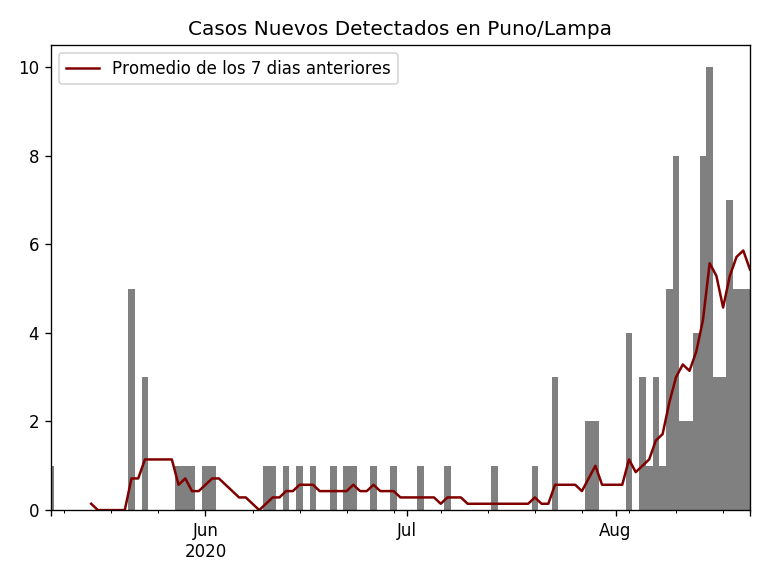 Casos Nuevos Detectados en Puno/Lampa
Promedio de los 7 dias anteriores
10
8
6
4
2
0
Jun
2020
Jul
Aug